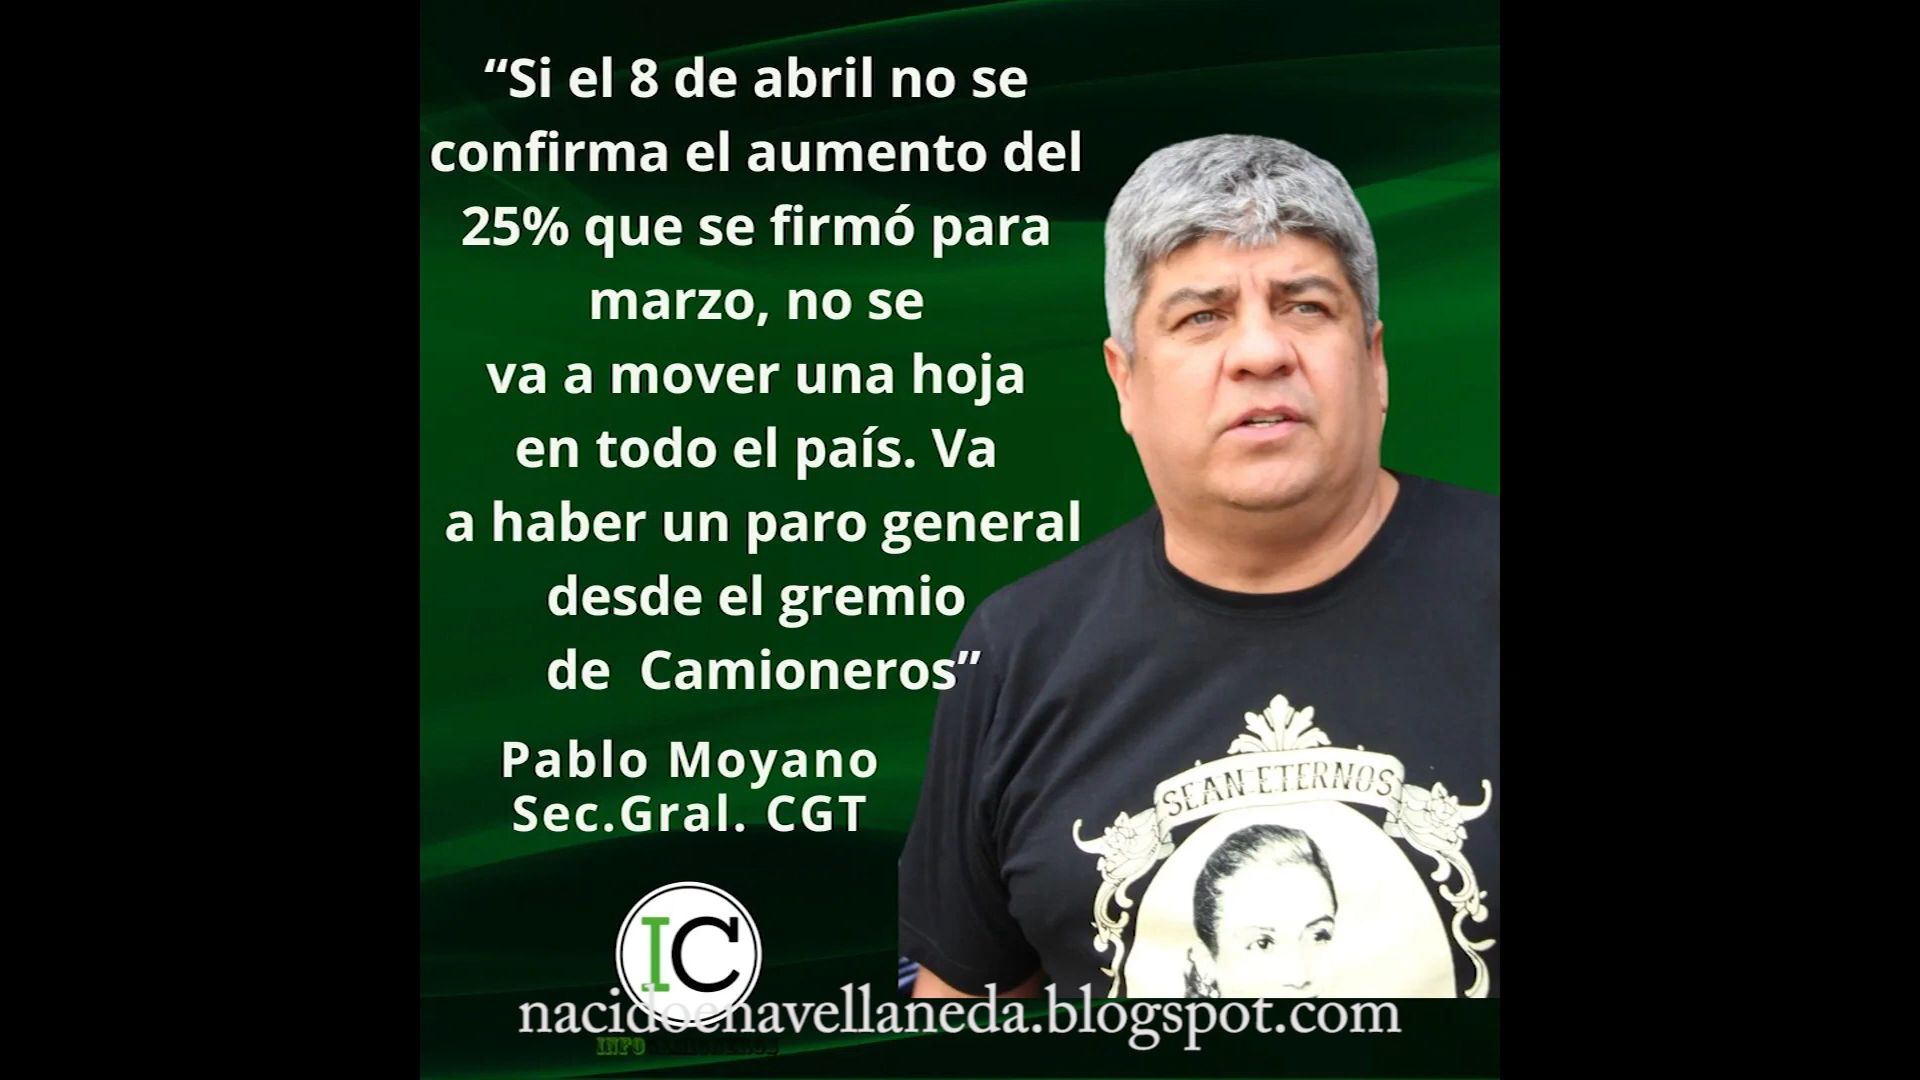 “Si el 8 de abril no se
confirma el aumento del
25% que se firmó para
marzo, no se
va a mover una hoja
en todo el país. Va
a haber un paro general
desde el gremio
de Camioneros”
Pablo Moyano
Sec.Gral. CGT
SEAN ETERNOS
IC
nacidoenavellaneda.blogspot.com
INFO